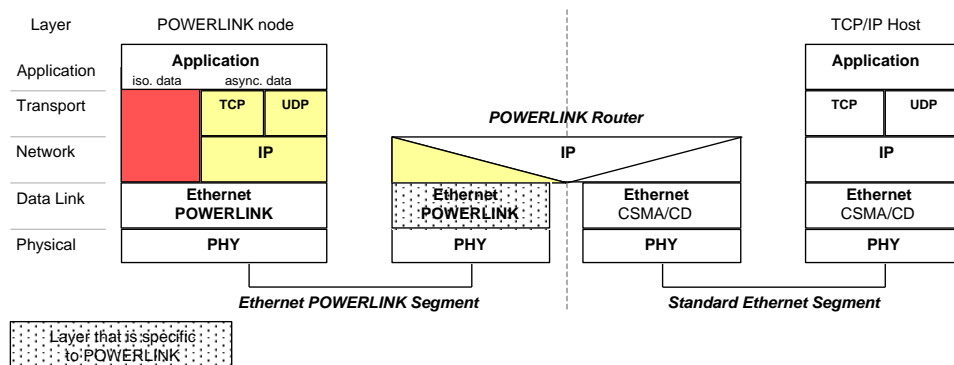 Layer POWERLINK node TCP/IP Host
Application Application Application
iso. data async. data
Transport TCP UDP TCP UDP
POWERLINK Router
Network IP IP IP
Data Link Ethernet Ethernet Ethernet Ethernet
POWERLINK POWERLINK CSMA/CD CSMA/CD
Physical PHY PHY PHY PHY
Ethernet POWERLINK Segment Standard Ethernet Segment
Layer that is specific
to POWERLINK